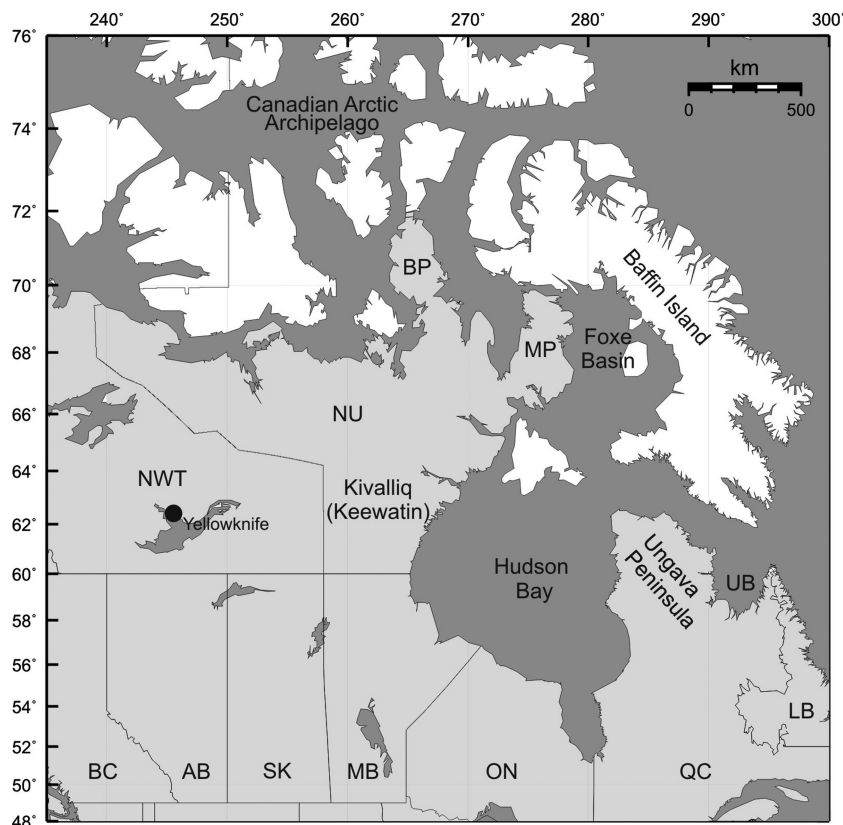 240˚ 250˚ 260˚ 270˚ 280˚ 290˚ 300˚
76˚
km
0 500
Canadian Arctic
Archipelago
74˚
72˚
BP
Baffin Island
70˚
Foxe
Basin
MP
68˚
NU
66˚
64˚
NWT
Kivalliq
(Keewatin)
Yellowknife
62˚
Hudson
Bay
Ungava
Peninsula
UB
60˚
58˚
56˚
54˚
LB
52˚
BC AB SK MB ON QC
50˚
48˚